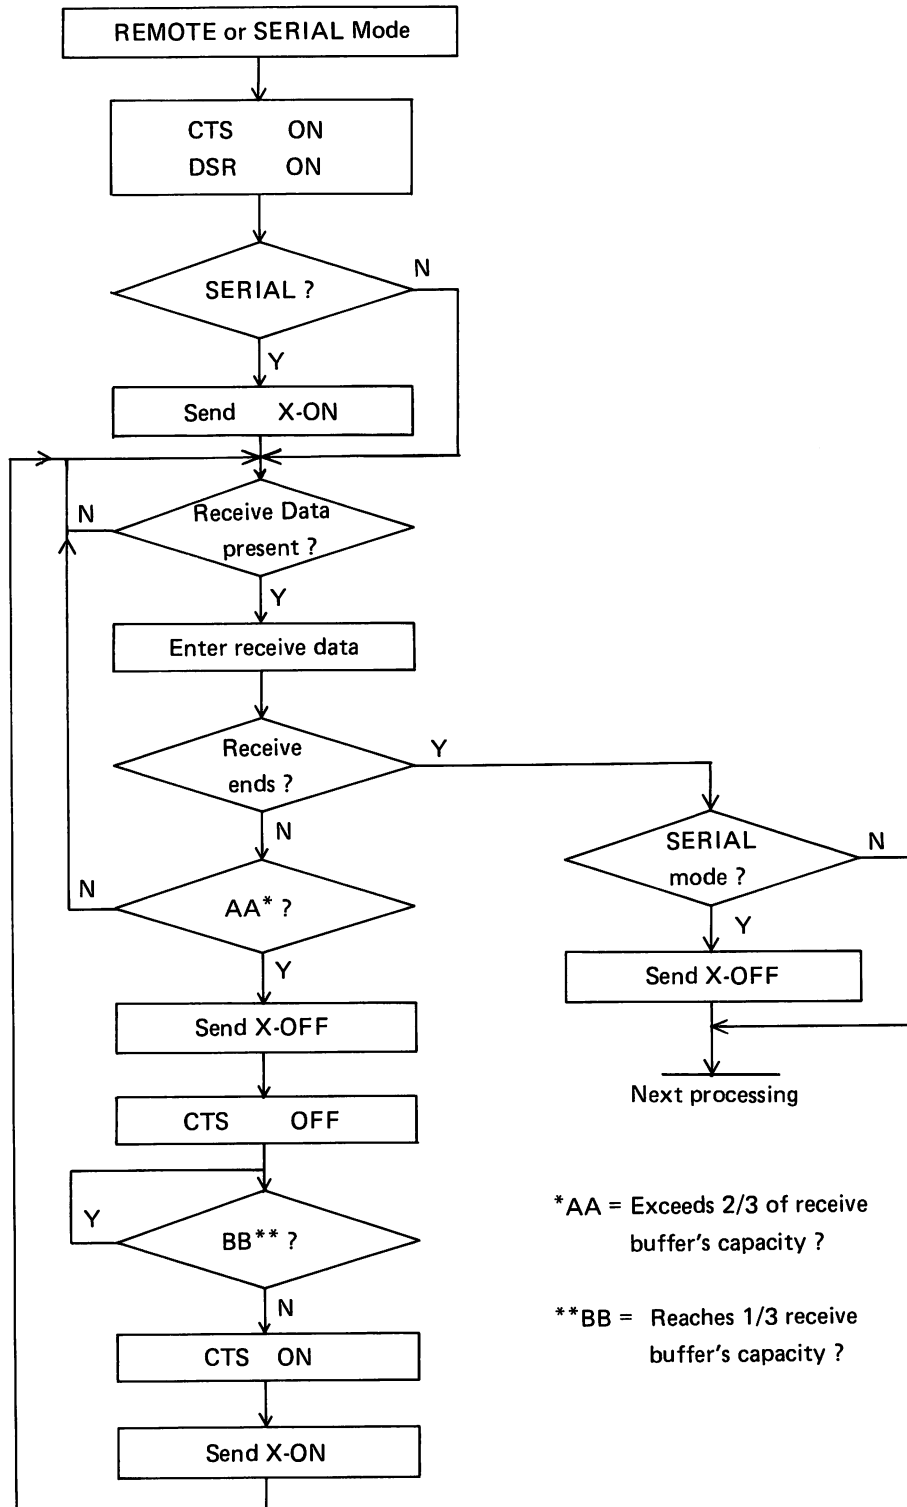 REMOTE or SERIAL Mode
CTS ON
DSR ON
SERIAL ?
N
Y
Send X-ON
N
Receive Data
present ?
Y
Enter receive data
Receive
ends ?
Y
N
SERIAL
mode ?
N
Y
Send X-OFF
Next processing
AA* ?
N
Y
Send X-OFF
CTS OFF
Y
BB** ?
N
CTS ON
Send X-ON
*AA = Exceeds 2/3 of receive
buffer's capacity ?
**BB = Reaches 1/3 receive
buffer's capacity ?